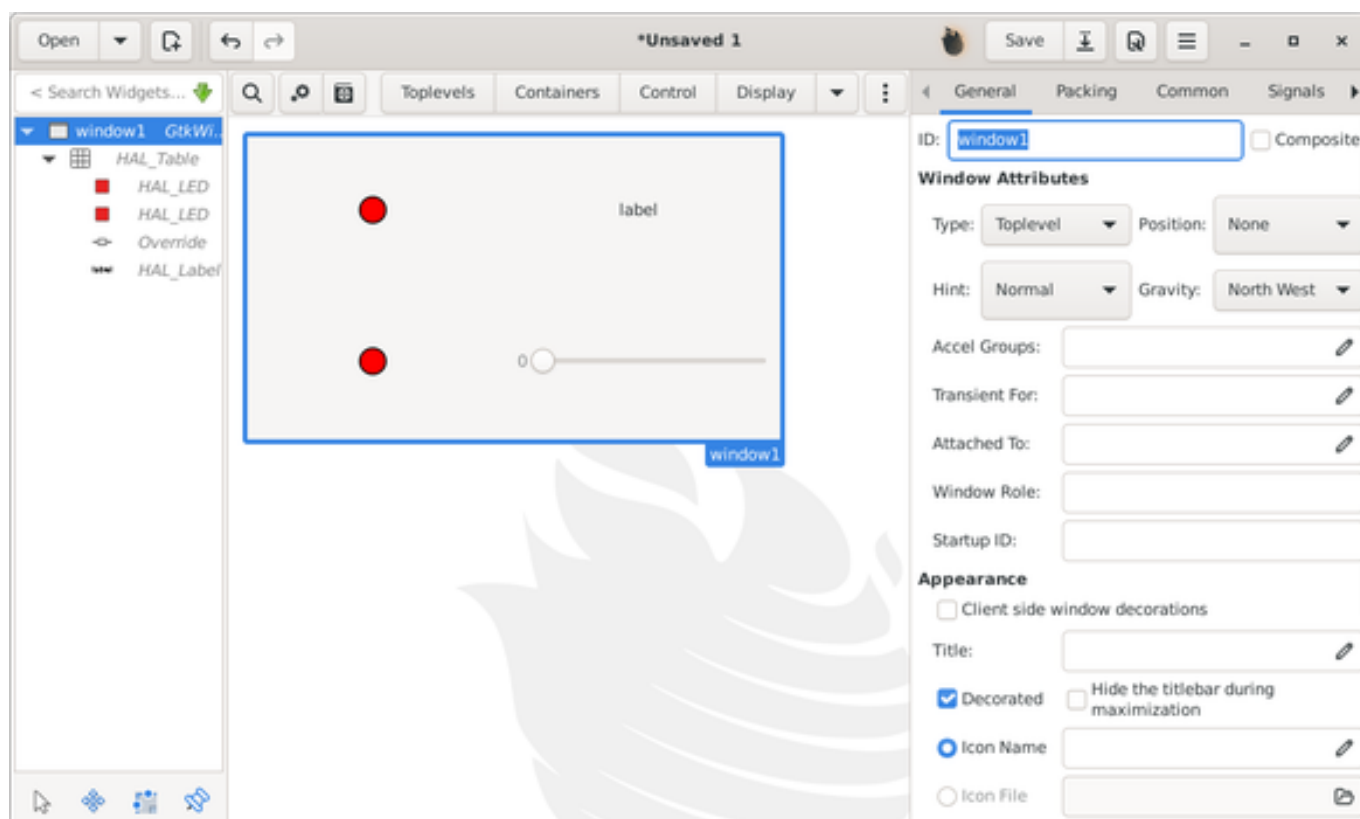 Open
*Unsaved 1
Save
< Search Widgets...
Toplevels Containers Control Display
General Packing Common Signals
window1 GtkWi..
HAL_Table
HAL_LED
HAL_LED
Override
HAL_Label
label
0
window1
ID: window1 Composite
Window Attributes
Type: Toplevel Position: None
Hint: Normal Gravity: North West
Accel Groups:
Transient For:
Attached To:
Window Role:
Startup ID:
Appearance
Client side window decorations
Title:
Decorated Hide the titlebar during
maximization
Icon Name
Icon File